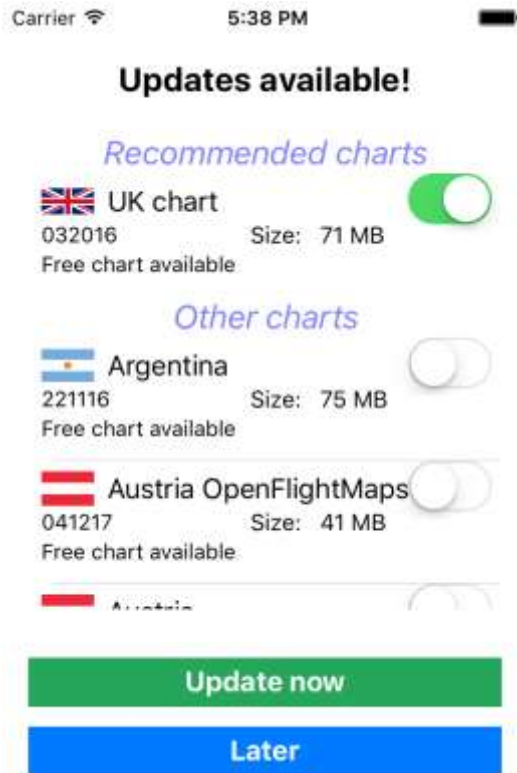 Carrier 5:38 PM
Updates available!
Recommended charts
UK chart
032016 Size: 71 MB
Free chart available
Other charts
Argentina
221116 Size: 75 MB
Free chart available
Austria OpenFlightMaps
041217 Size: 41 MB
Free chart available
Austria
Update now
Later